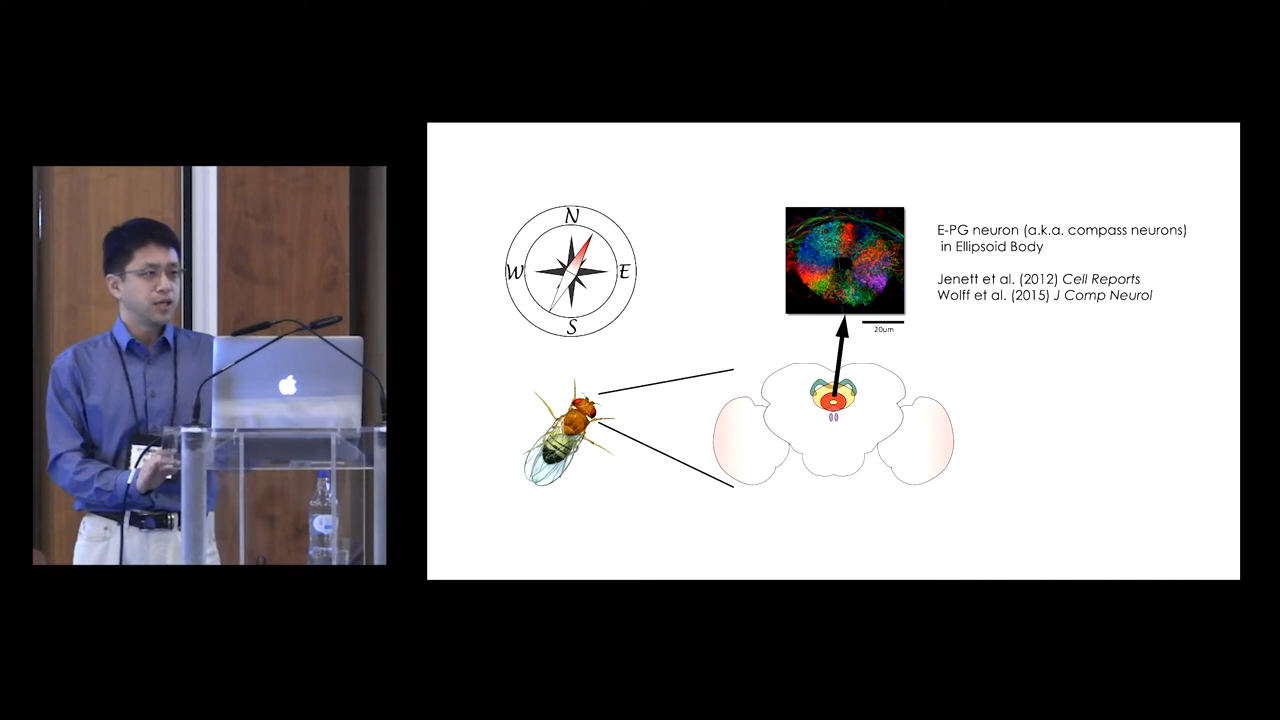 N
W
E
S
E-PG neuron (a.k.a. compass neurons)
in Ellipsoid Body
Jenett et al. (2012) Cell Reports
Wolff et al. (2015) J Comp Neurol
20um